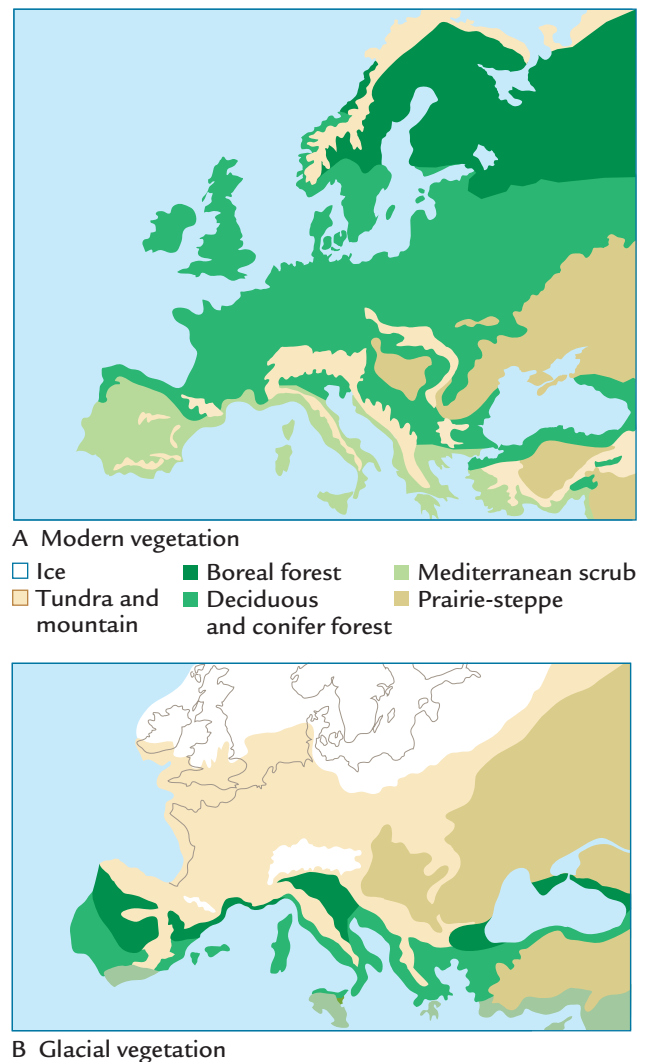 A Modern vegetation
Ice
Boreal forest
Mediterranean scrub
Tundra and
mountain
Deciduous
and conifer forest
Prairie-steppe
B Glacial vegetation